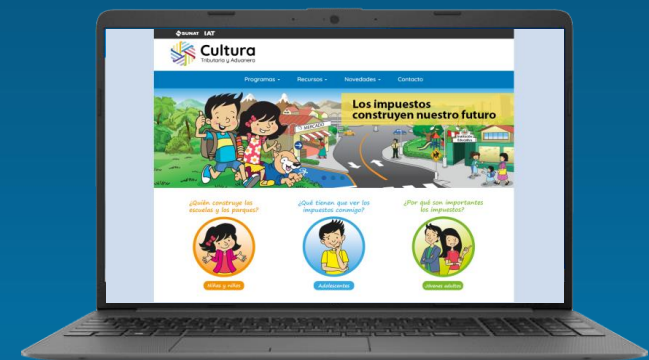 SUNAT IAT
Cultura
Tributaria y Aduanera
Programas
Recursos
Novedades
Contacto
Los impuestos
construyen nuestro futuro
MERCADO
¿Quién construye las
escuelas y los parques?
¿Qué tienen que ver los
impuestos conmigo?
¿Por qué son importantes
los impuestos?
Niñas y niños
Adolescentes
Jóvenes adultos